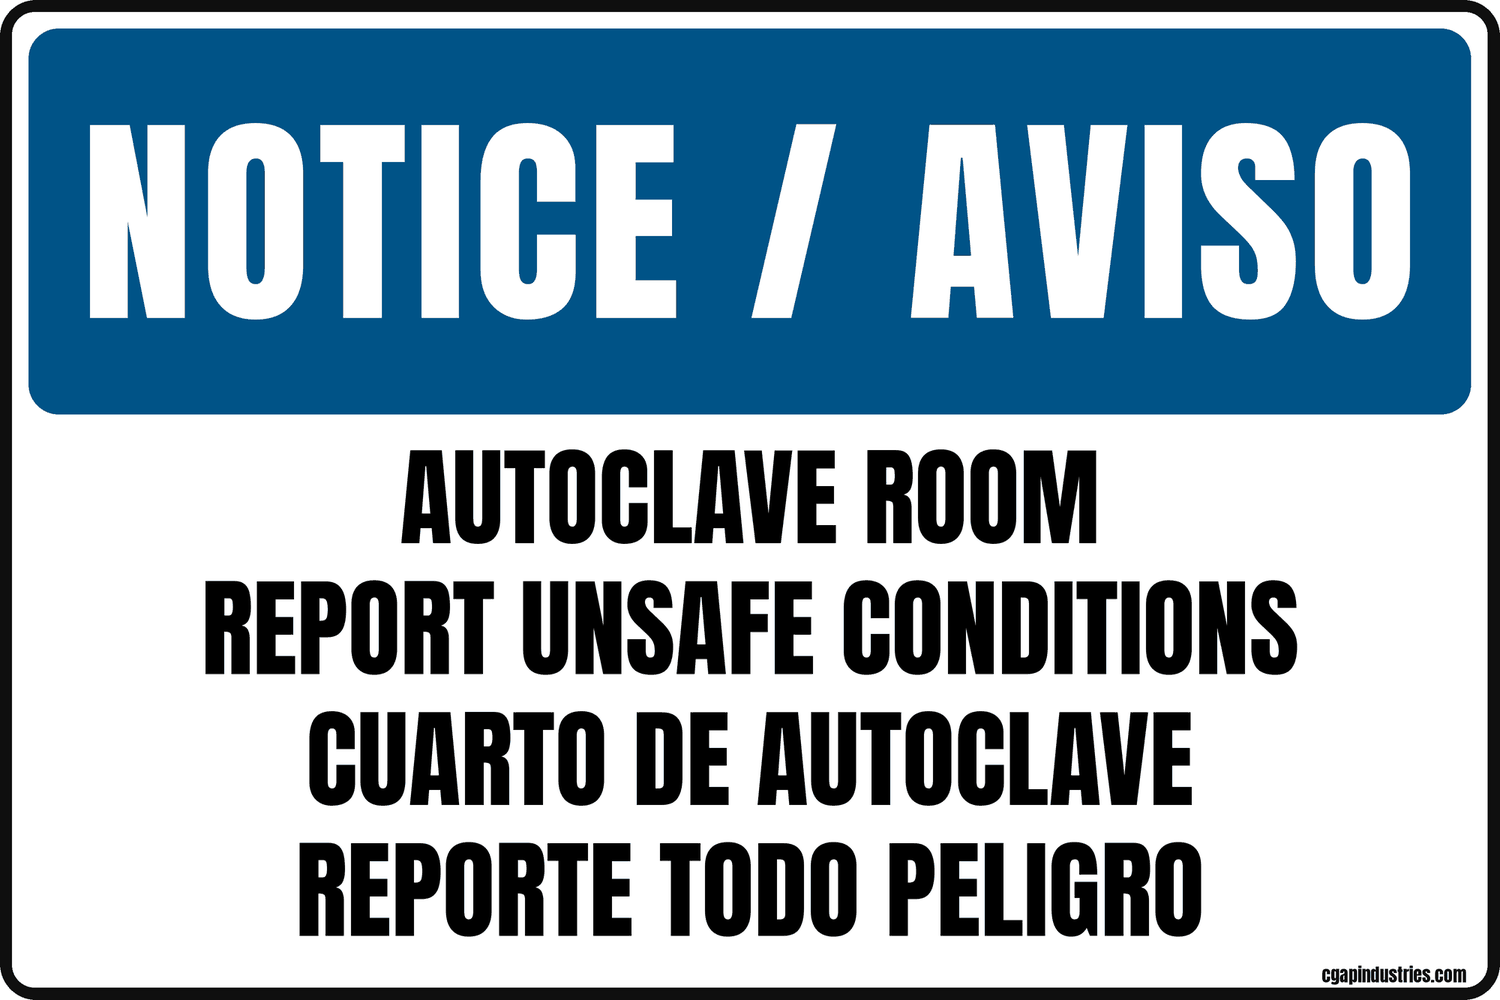 NOTICE / AVISO
AUTOCLAVE ROOM
REPORT UNSAFE CONDITIONS
CUARTO DE AUTOCLAVE
REPORTE TODO PELIGRO
cgapindustries.com